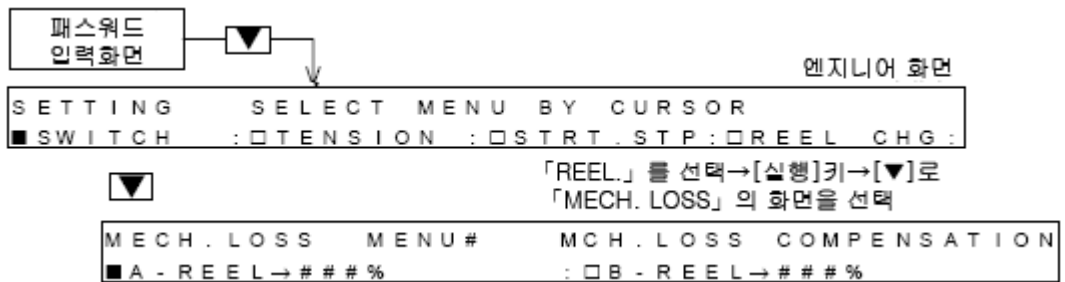 패스워드
입력화면
▼
엔지니어 화면
SETTING SELECT MENU BY CURSOR
■SWITCH :□TENSION :□STRT.STP:□REEL CHG:
▼
「REEL.」를 선택→[실행]키→[▼]로
「MECH. LOSS」의 화면을 선택
MECH.LOSS MENU# MCH.LOSS COMPENSATION
■A-REEL→###% :□B-REEL→###%